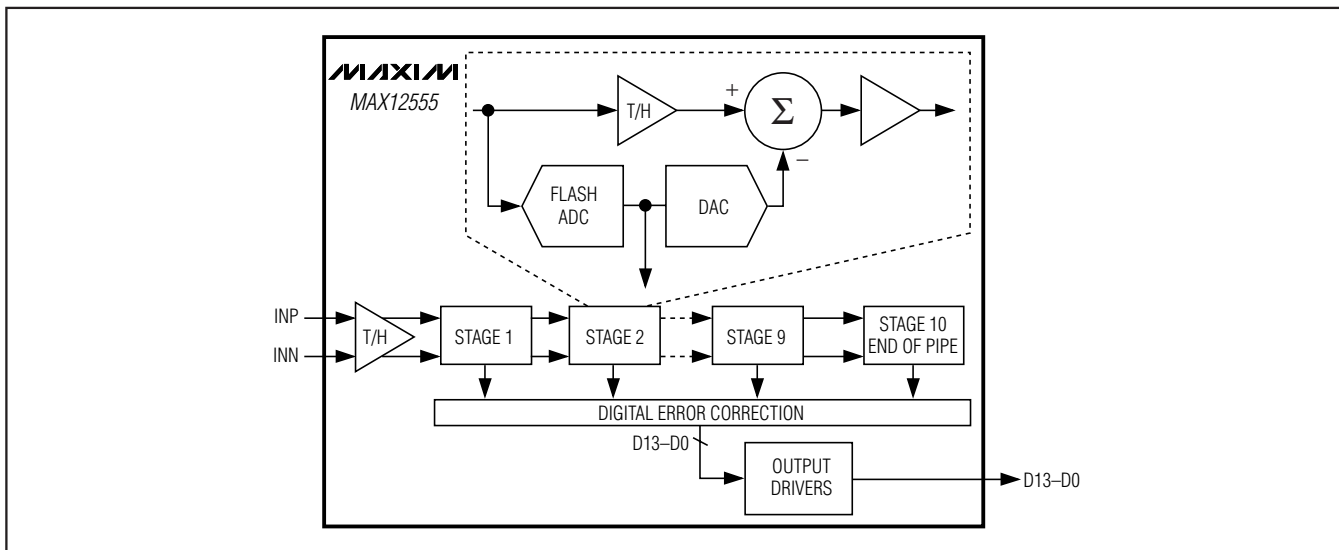 MAXIM
MAX12555
T/H
+
Σ
−
FLASH
ADC
DAC
INP
INN
T/H
STAGE 1
STAGE 2
STAGE 9
STAGE 10
END OF PIPE
DIGITAL ERROR CORRECTION
D13–D0
OUTPUT
DRIVERS
D13–D0